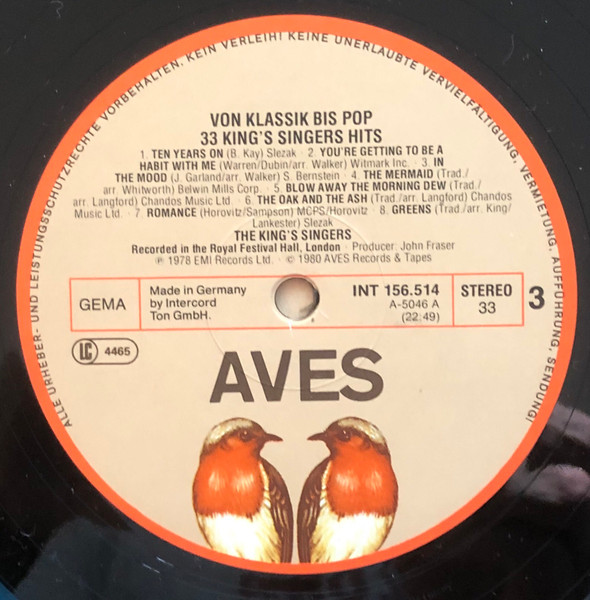 ALLE URHEBER- UND LEISTUNGSSCHUTZRECHTE VORBEHALTEN. KEIN VERLEIH! KEINE UNERLAUBTE VERVIELFÄLTIGUNG, VERMIETUNG, AUFFÜHRUNG, SENDUNG!
VON KLASSIK BIS POP
33 KING'S SINGERS HITS
1. TEN YEARS ON (B. Kay) Slezak · 2. YOU'RE GETTING TO BE A
HABIT WITH ME (Warren/Dubin/arr. Walker) Witmark Inc. · 3. IN
THE MOOD (J. Garland/arr. Walker) S. Bernstein · 4. THE MERMAID (Trad./
arr. Whitworth) Belwin Mills Corp. · 5. BLOW AWAY THE MORNING DEW (Trad./
arr. Langford) Chandos Music Ltd. · 6. THE OAK AND THE ASH (Trad./arr. Langford) Chandos
Music Ltd. · 7. ROMANCE (Horovitz/Sampson) MCPS/Horovitz · 8. GREENS (Trad./arr. King/
Lankester) Slezak
THE KING'S SINGERS
Recorded in the Royal Festival Hall, London · Producer: John Fraser
℗ 1978 EMI Records Ltd. · © 1980 AVES Records & Tapes
GEMA
Made in Germany
by Intercord
Ton GmbH.
INT 156.514
A-5046 A
(22:49)
STEREO
33
3
LC 4465
AVES